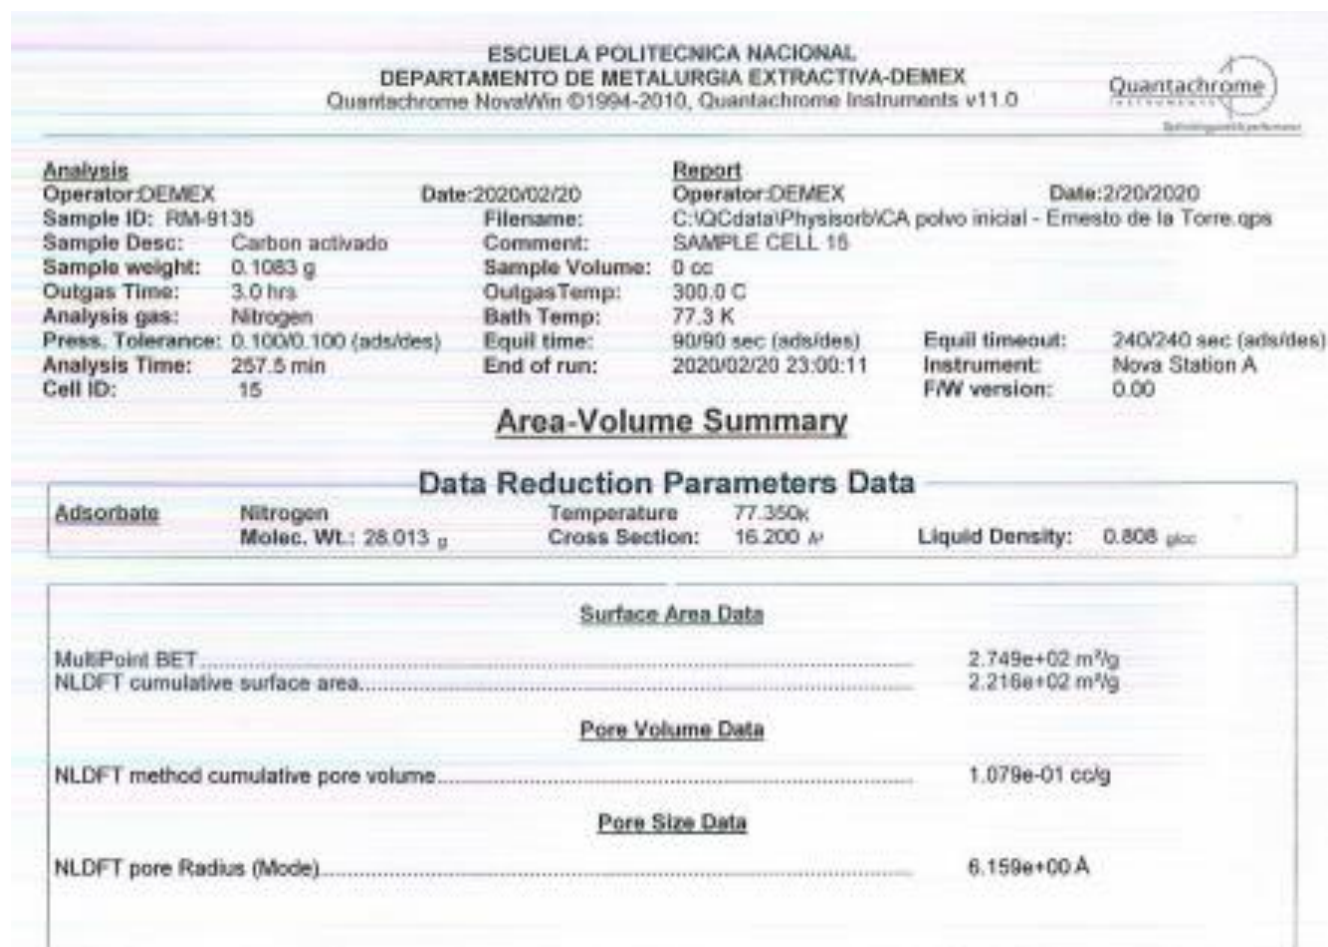 ESCUELA POLITECNICA NACIONAL
DEPARTAMENTO DE METALURGIA EXTRACTIVA-DEMEX
Quantachrome NovaWin ©1994-2010, Quantachrome Instruments v11.0
Quantachrome
INSTRUMENTS
Analysis Report
Operator:DEMEX Date:2020/02/20 Operator:DEMEX Date:2/20/2020
Sample ID: RM-9135 Filename: C:\QCdata\Physisorb\CA polvo inicial - Ernesto de la Torre.qps
Sample Desc: Carbon activado Comment: SAMPLE CELL 15
Sample weight: 0.1083 g Sample Volume: 0 cc
Outgas Time: 3.0 hrs OutgasTemp: 300.0 C
Analysis gas: Nitrogen Bath Temp: 77.3 K
Press. Tolerance: 0.100/0.100 (ads/des) Equil time: 90/90 sec (ads/des) Equil timeout: 240/240 sec (ads/des)
Analysis Time: 257.5 min End of run: 2020/02/20 23:00:11 Instrument: Nova Station A
Cell ID: 15 F/W version: 0.00
Area-Volume Summary
Data Reduction Parameters Data
Adsorbate Nitrogen Temperature 77.350K
Molec. Wt.: 28.013 g Cross Section: 16.200 Å² Liquid Density: 0.808 g/cc
Surface Area Data
MultiPoint BET 2.749e+02 m²/g
NLDFT cumulative surface area 2.216e+02 m²/g
Pore Volume Data
NLDFT method cumulative pore volume 1.079e-01 cc/g
Pore Size Data
NLDFT pore Radius (Mode) 6.159e+00 Å